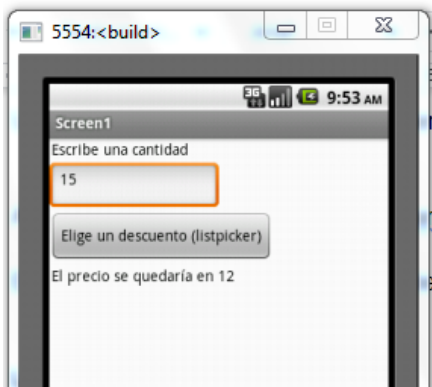 5554:<build>
3G 9:53 AM
Screen1
Escribe una cantidad
15
Elige un descuento (listpicker)
El precio se quedaría en 12